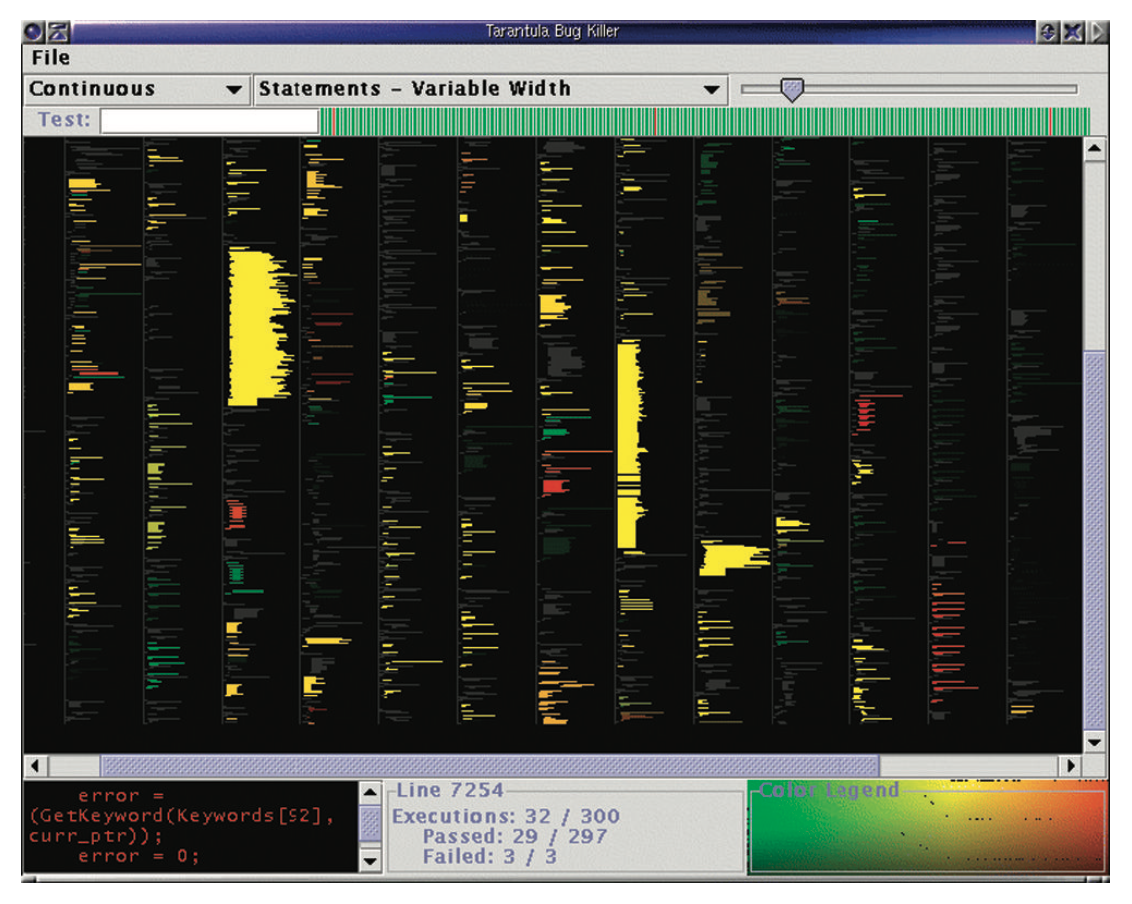 Tarantula Bug Killer
File
Continuous
Statements – Variable Width
Test:
error =
(GetKeyword(Keywords[S2],
curr_ptr));
error = 0;
Line 7254
Executions: 32 / 300
Passed: 29 / 297
Failed: 3 / 3
Color Legend